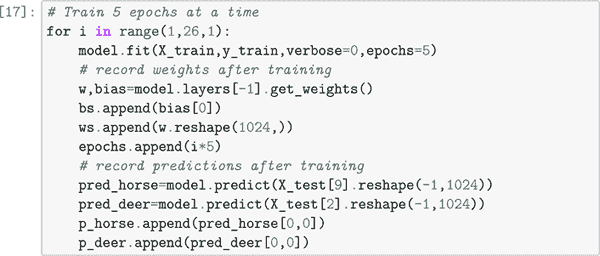 [17]: # Train 5 epochs at a time
for i in range(1,26,1):
    model.fit(X_train,y_train,verbose=0,epochs=5)
    # record weights after training
    w,bias=model.layers[-1].get_weights()
    bs.append(bias[0])
    ws.append(w.reshape(1024,))
    epochs.append(i*5)
    # record predictions after training
    pred_horse=model.predict(X_test[9].reshape(-1,1024))
    pred_deer=model.predict(X_test[2].reshape(-1,1024))
    p_horse.append(pred_horse[0,0])
    p_deer.append(pred_deer[0,0])